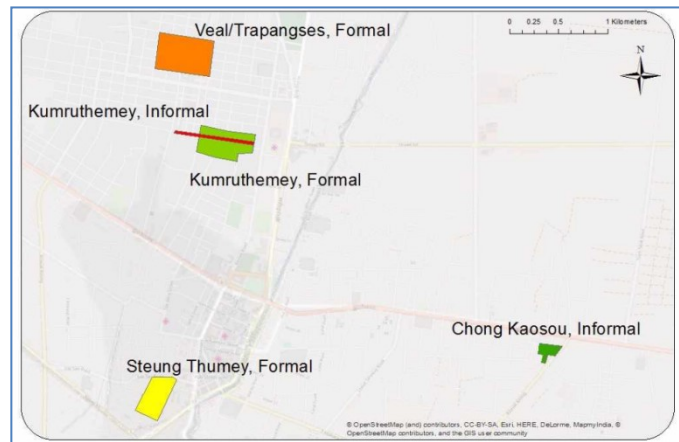 Veal/Trapangses, Formal
0 0.25 0.5 1 Kilometers
N
Kumruthemey, Informal
Kumruthemey, Formal
Chong Kaosou, Informal
Steung Thumey, Formal
© OpenStreetMap (and) contributors, CC-BY-SA, Esri, HERE, DeLorme, MapmyIndia, ©
OpenStreetMap contributors, and the GIS user community